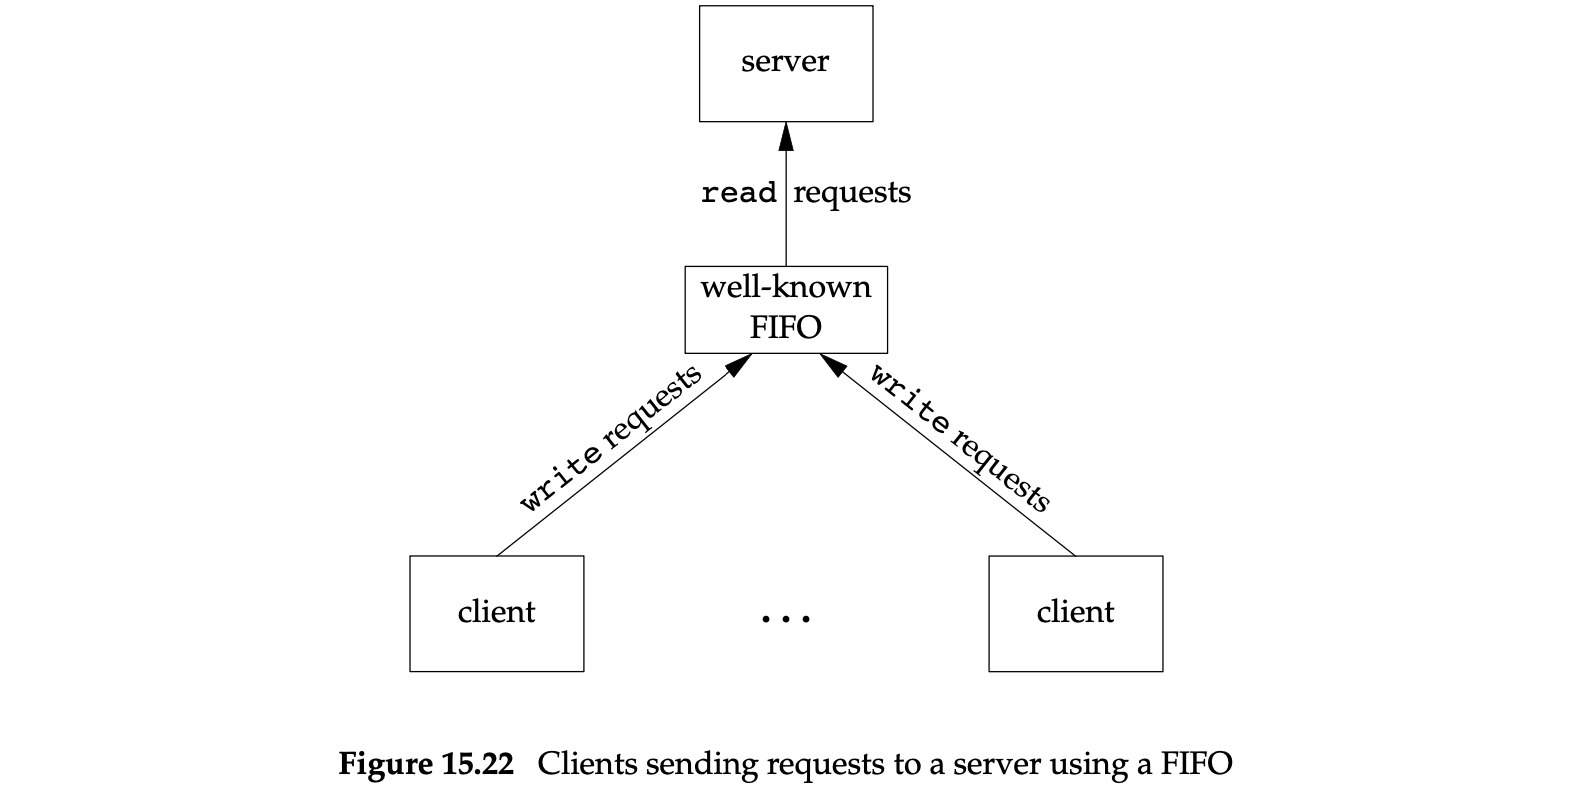 server
read requests
well-known
FIFO
write requests
write requests
client
...
client
Figure 15.22 Clients sending requests to a server using a FIFO